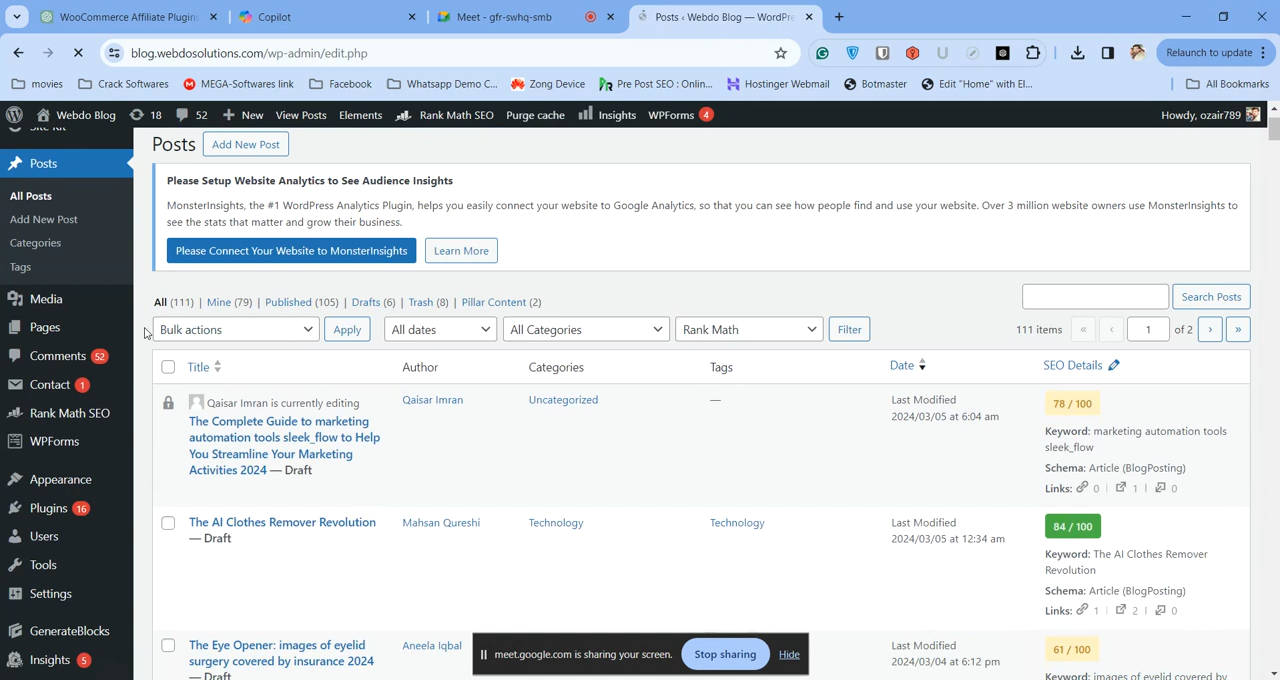 WooCommerce Affiliate Plugins
Copilot
Meet - gfr-swhq-smb
Posts ‹ Webdo Blog — WordPre
blog.webdosolutions.com/wp-admin/edit.php
Relaunch to update
movies
Crack Softwares
MEGA-Softwares link
Facebook
Whatsapp Demo C...
Zong Device
Pre Post SEO : Onlin...
Hostinger Webmail
Botmaster
Edit "Home" with El...
All Bookmarks
Webdo Blog
18
52
New
View Posts
Elements
Rank Math SEO
Purge cache
Insights
WPForms 4
Howdy, ozair789
Site Kit
Posts
All Posts
Add New Post
Categories
Tags
Media
Pages
Comments 52
Contact 1
Rank Math SEO
WPForms
Appearance
Plugins 16
Users
Tools
Settings
GenerateBlocks
Insights 5
Posts
Add New Post
Please Setup Website Analytics to See Audience Insights
MonsterInsights, the #1 WordPress Analytics Plugin, helps you easily connect your website to Google Analytics, so that you can see how people find and use your website. Over 3 million website owners use MonsterInsights to
see the stats that matter and grow their business.
Please Connect Your Website to MonsterInsights
Learn More
All (111) | Mine (79) | Published (105) | Drafts (6) | Trash (8) | Pillar Content (2)
Search Posts
Bulk actions
Apply
All dates
All Categories
Rank Math
Filter
111 items « ‹ 1 of 2 › »
Title
Author
Categories
Tags
Date
SEO Details
Qaisar Imran is currently editing
The Complete Guide to marketing
automation tools sleek_flow to Help
You Streamline Your Marketing
Activities 2024 — Draft
Qaisar Imran
Uncategorized
—
Last Modified
2024/03/05 at 6:04 am
78 / 100
Keyword: marketing automation tools
sleek_flow
Schema: Article (BlogPosting)
Links: 0 | 1 | 0
The AI Clothes Remover Revolution
— Draft
Mahsan Qureshi
Technology
Technology
Last Modified
2024/03/05 at 12:34 am
84 / 100
Keyword: The AI Clothes Remover
Revolution
Schema: Article (BlogPosting)
Links: 1 | 2 | 0
The Eye Opener: images of eyelid
surgery covered by insurance 2024
— Draft
Aneela Iqbal
Last Modified
2024/03/04 at 6:12 pm
61 / 100
Keyword: images of eyelid covered by
meet.google.com is sharing your screen.
Stop sharing
Hide